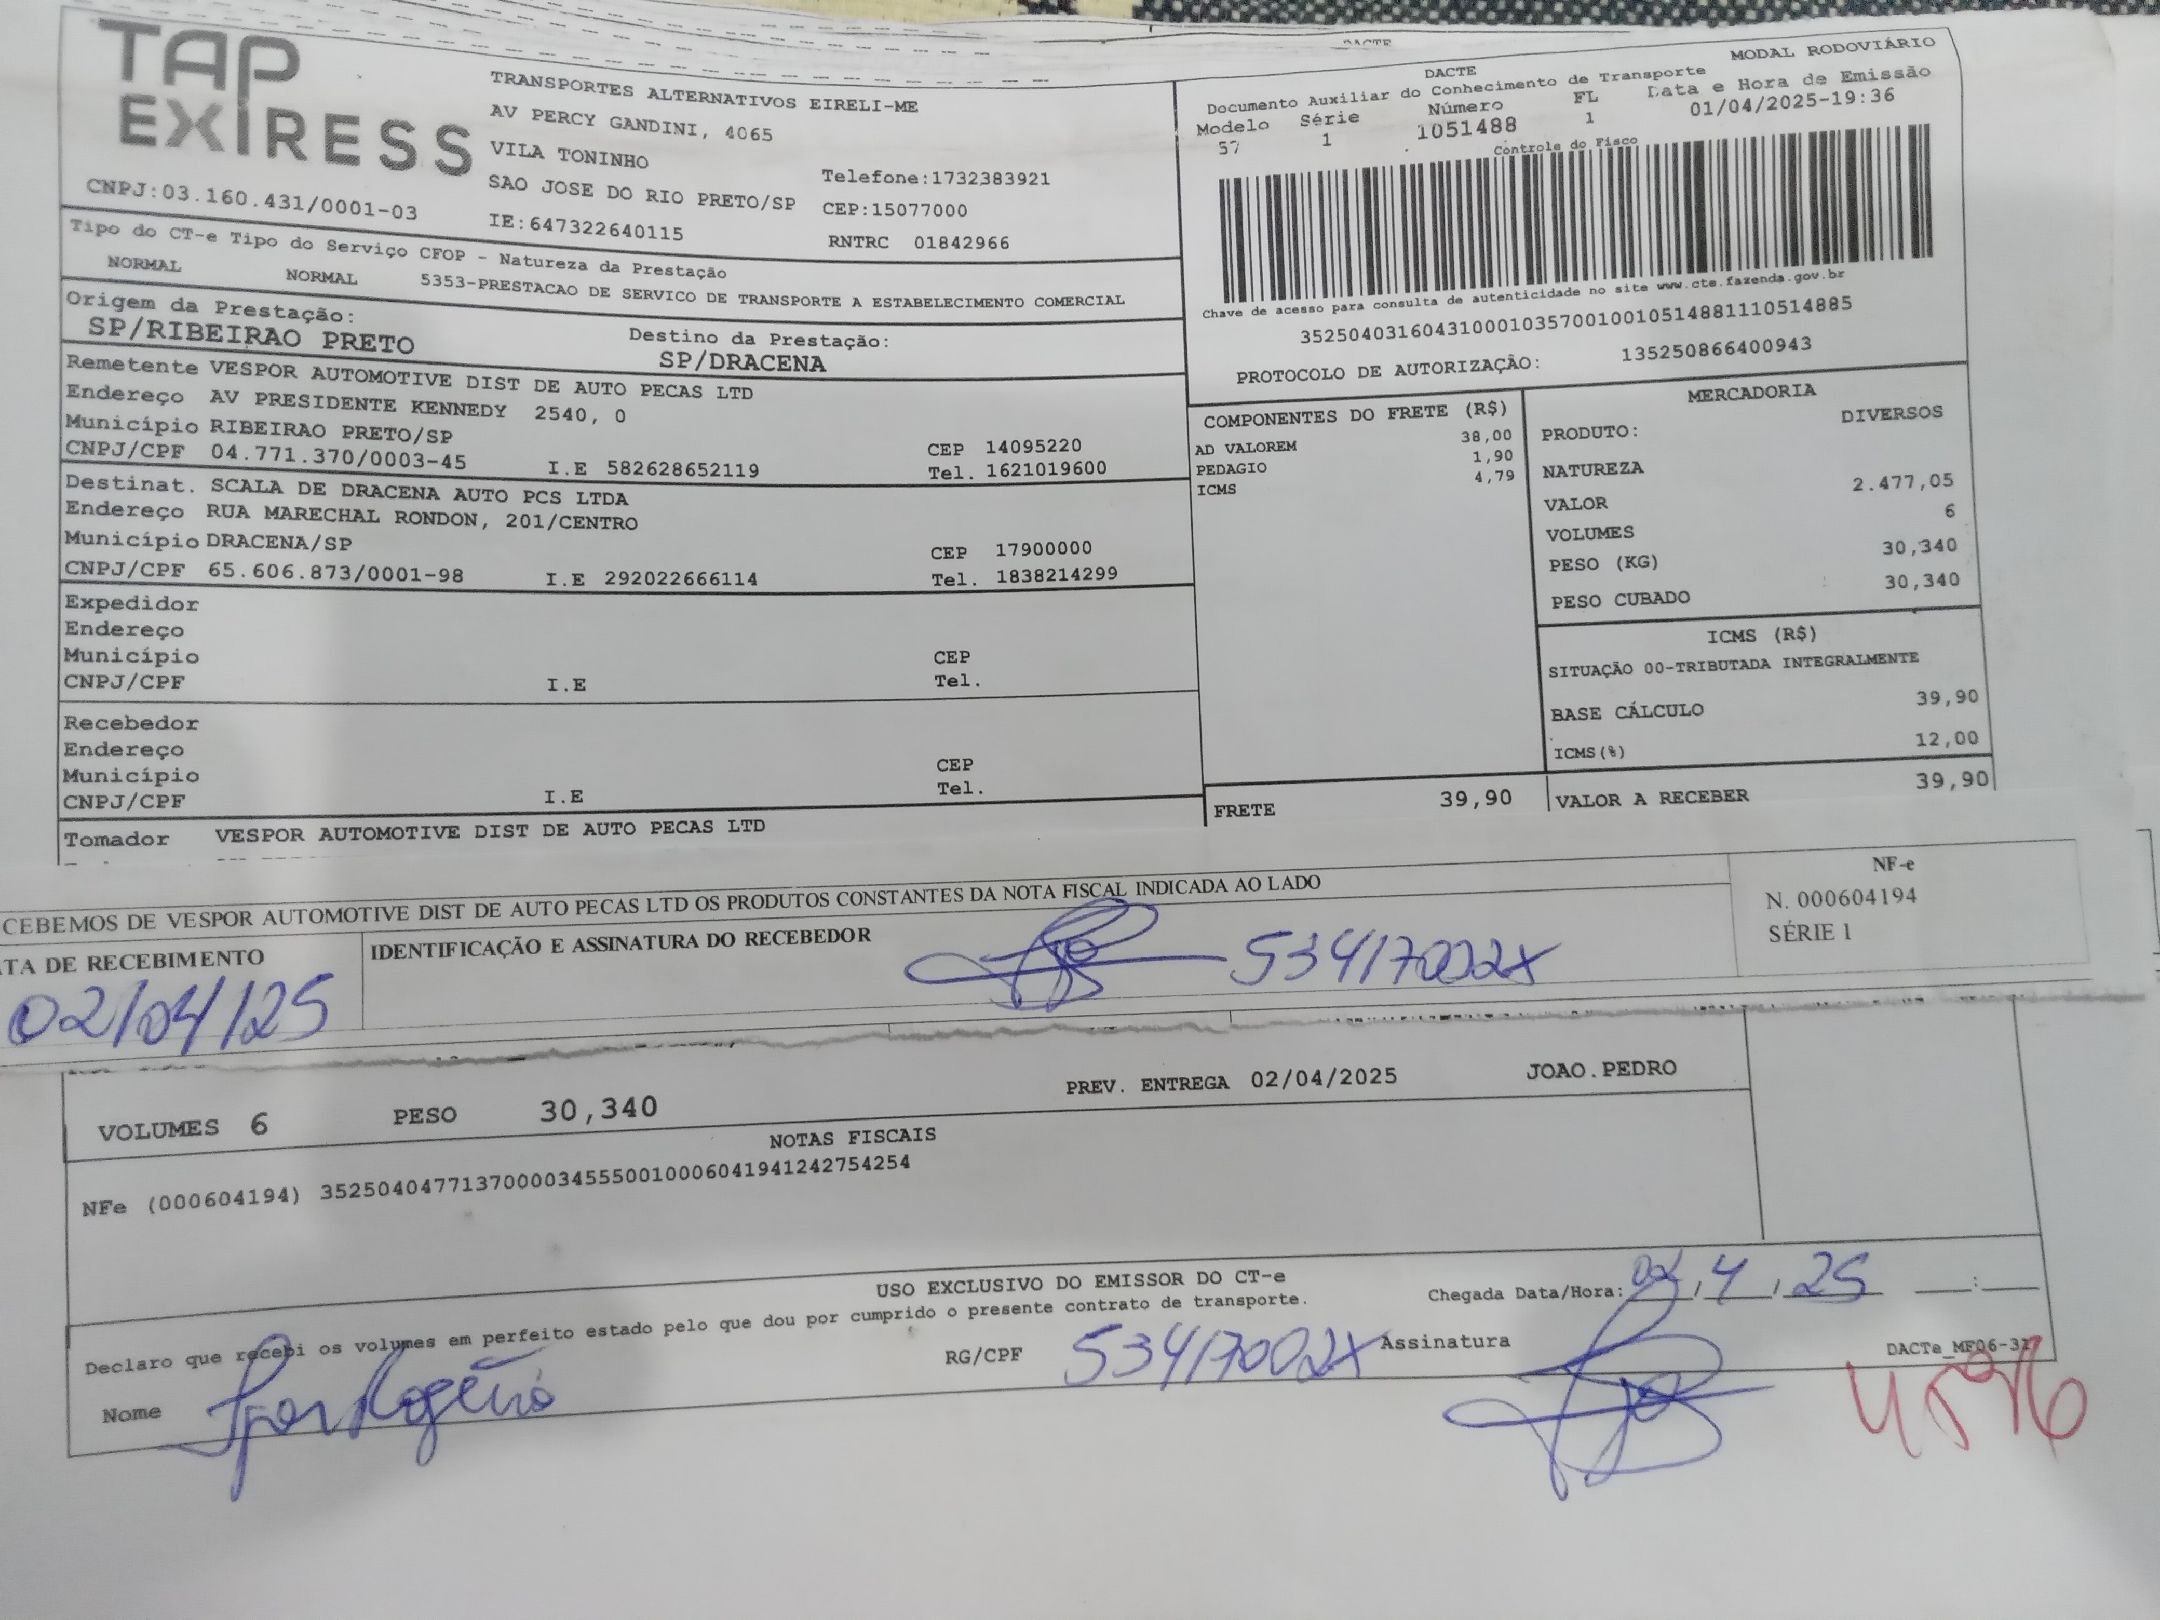 TAP
EXIRESS
CNPJ:03.160.431/0001-03
TRANSPORTES ALTERNATIVOS EIRELI-ME
AV PERCY GANDINI, 4065
VILA TONINHO
SAO JOSE DO RIO PRETO/SP
IE:647322640115
Telefone:1732383921
CEP:15077000
RNTRC 01842966
DACTE
DACTE
MODAL RODOVIÁRIO
Documento Auxiliar do Conhecimento de Transporte
Modelo Série Número FL Data e Hora de Emissão
57 1 1051488 1 01/04/2025-19:36
Controle do Fisco
Chave de acesso para consulta de autenticidade no site www.cte.fazenda.gov.br
35250403160431000103570010010514881110514885
PROTOCOLO DE AUTORIZAÇÃO: 135250866400943
Tipo do CT-e Tipo do Serviço CFOP - Natureza da Prestação
NORMAL NORMAL 5353-PRESTACAO DE SERVICO DE TRANSPORTE A ESTABELECIMENTO COMERCIAL
Origem da Prestação: Destino da Prestação:
SP/RIBEIRAO PRETO SP/DRACENA
Remetente VESPOR AUTOMOTIVE DIST DE AUTO PECAS LTD
Endereço AV PRESIDENTE KENNEDY 2540, 0
Município RIBEIRAO PRETO/SP CEP 14095220
CNPJ/CPF 04.771.370/0003-45 I.E 582628652119 Tel. 1621019600
Destinat. SCALA DE DRACENA AUTO PCS LTDA
Endereço RUA MARECHAL RONDON, 201/CENTRO
Município DRACENA/SP CEP 17900000
CNPJ/CPF 65.606.873/0001-98 I.E 292022666114 Tel. 1838214299
Expedidor
Endereço
Município CEP
CNPJ/CPF I.E Tel.
Recebedor
Endereço
Município CEP
CNPJ/CPF I.E Tel.
Tomador VESPOR AUTOMOTIVE DIST DE AUTO PECAS LTD
COMPONENTES DO FRETE (R$)
AD VALOREM 38,00
PEDAGIO 1,90
ICMS 4,79
FRETE 39,90
MERCADORIA
PRODUTO: DIVERSOS
NATUREZA
VALOR 2.477,05
VOLUMES 6
PESO (KG) 30,340
PESO CUBADO 30,340
ICMS (R$)
SITUAÇÃO 00-TRIBUTADA INTEGRALMENTE
BASE CÁLCULO 39,90
ICMS(%) 12,00
VALOR A RECEBER 39,90
CEBEMOS DE VESPOR AUTOMOTIVE DIST DE AUTO PECAS LTD OS PRODUTOS CONSTANTES DA NOTA FISCAL INDICADA AO LADO
NF-e
N. 000604194
SÉRIE 1
TA DE RECEBIMENTO IDENTIFICAÇÃO E ASSINATURA DO RECEBEDOR
02/04/25 53417002X
VOLUMES 6 PESO 30,340 PREV. ENTREGA 02/04/2025 JOAO.PEDRO
NOTAS FISCAIS
NFe (000604194) 35250404771370000345550010006041941242754254
USO EXCLUSIVO DO EMISSOR DO CT-e
Declaro que recebi os volumes em perfeito estado pelo que dou por cumprido o presente contrato de transporte.
Chegada Data/Hora: 02/4/25 __:__
Nome Rogério RG/CPF 53417002X Assinatura
DACTe_MF06-31